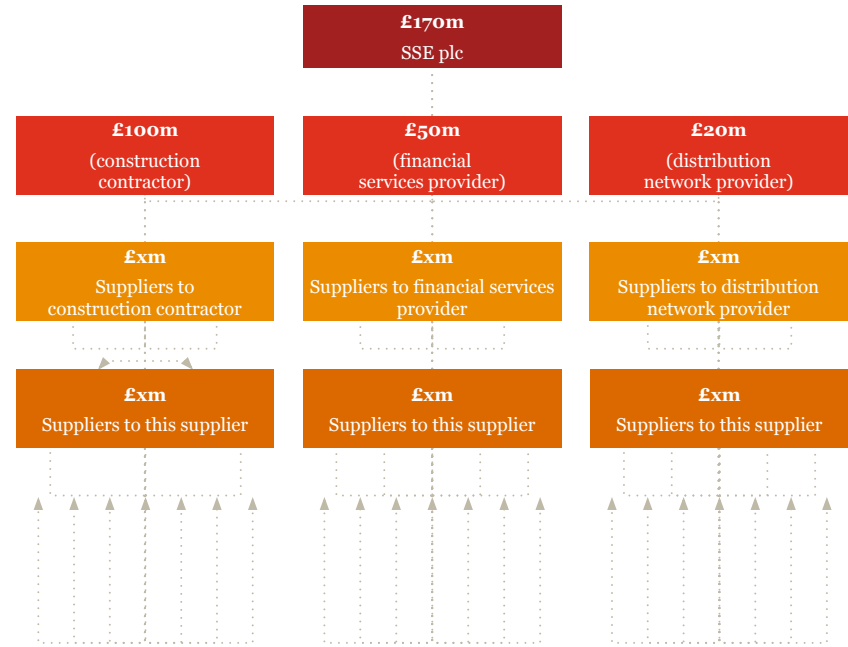 £170m
SSE plc
£100m
(construction
contractor)
£50m
(financial
services provider)
£20m
(distribution
network provider)
£xm
Suppliers to
construction contractor
£xm
Suppliers to financial services
provider
£xm
Suppliers to distribution
network provider
£xm
Suppliers to this supplier
£xm
Suppliers to this supplier
£xm
Suppliers to this supplier